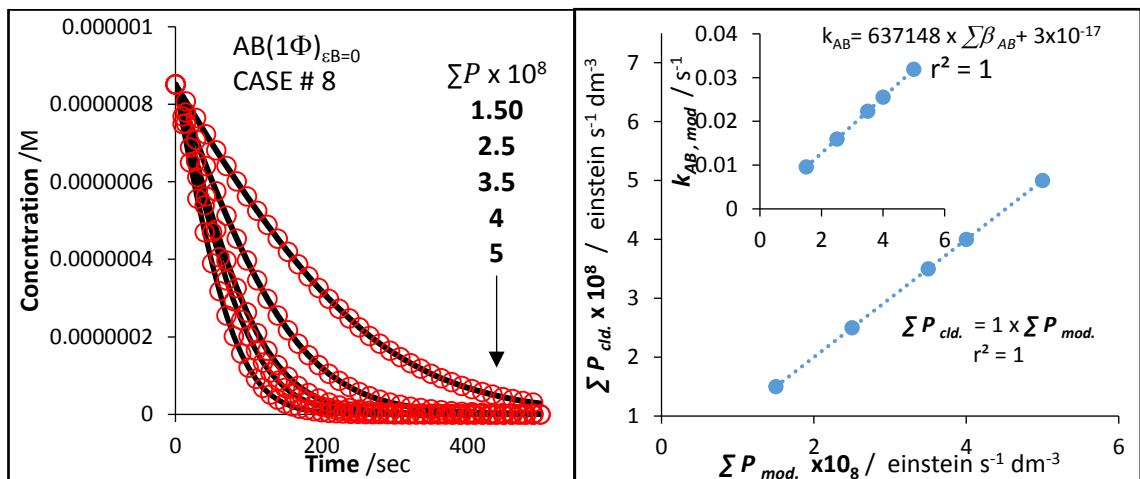 0.000001
0.0000008
0.0000006
0.0000004
0.0000002
0
0
200
400
Concntration /M
Time /sec
AB(1Φ)εB=0
CASE # 8
∑P x 10⁸
1.50
2.5
3.5
4
5
7
6
5
4
3
2
1
0
2
4
6
∑ P cld. x 10⁸ / einstein s⁻¹ dm⁻³
∑ P mod. x10₈ / einstein s⁻¹ dm⁻³
∑ P cld. = 1 x ∑ P mod.
r² = 1
0.04
0.03
0.02
0.01
0
0
2
4
6
kAB, mod / s⁻¹
kAB= 637148 x ∑βAB+ 3x10⁻¹⁷
r² = 1